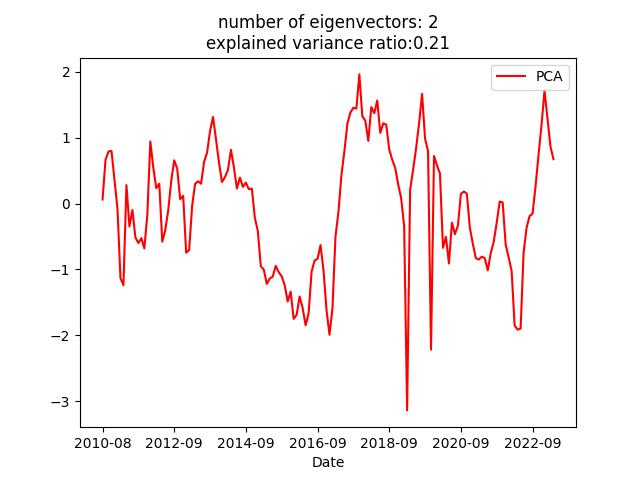 number of eigenvectors: 2
explained variance ratio:0.21
PCA
2
1
0
−1
−2
−3
2010-08 2012-09 2014-09 2016-09 2018-09 2020-09 2022-09
Date